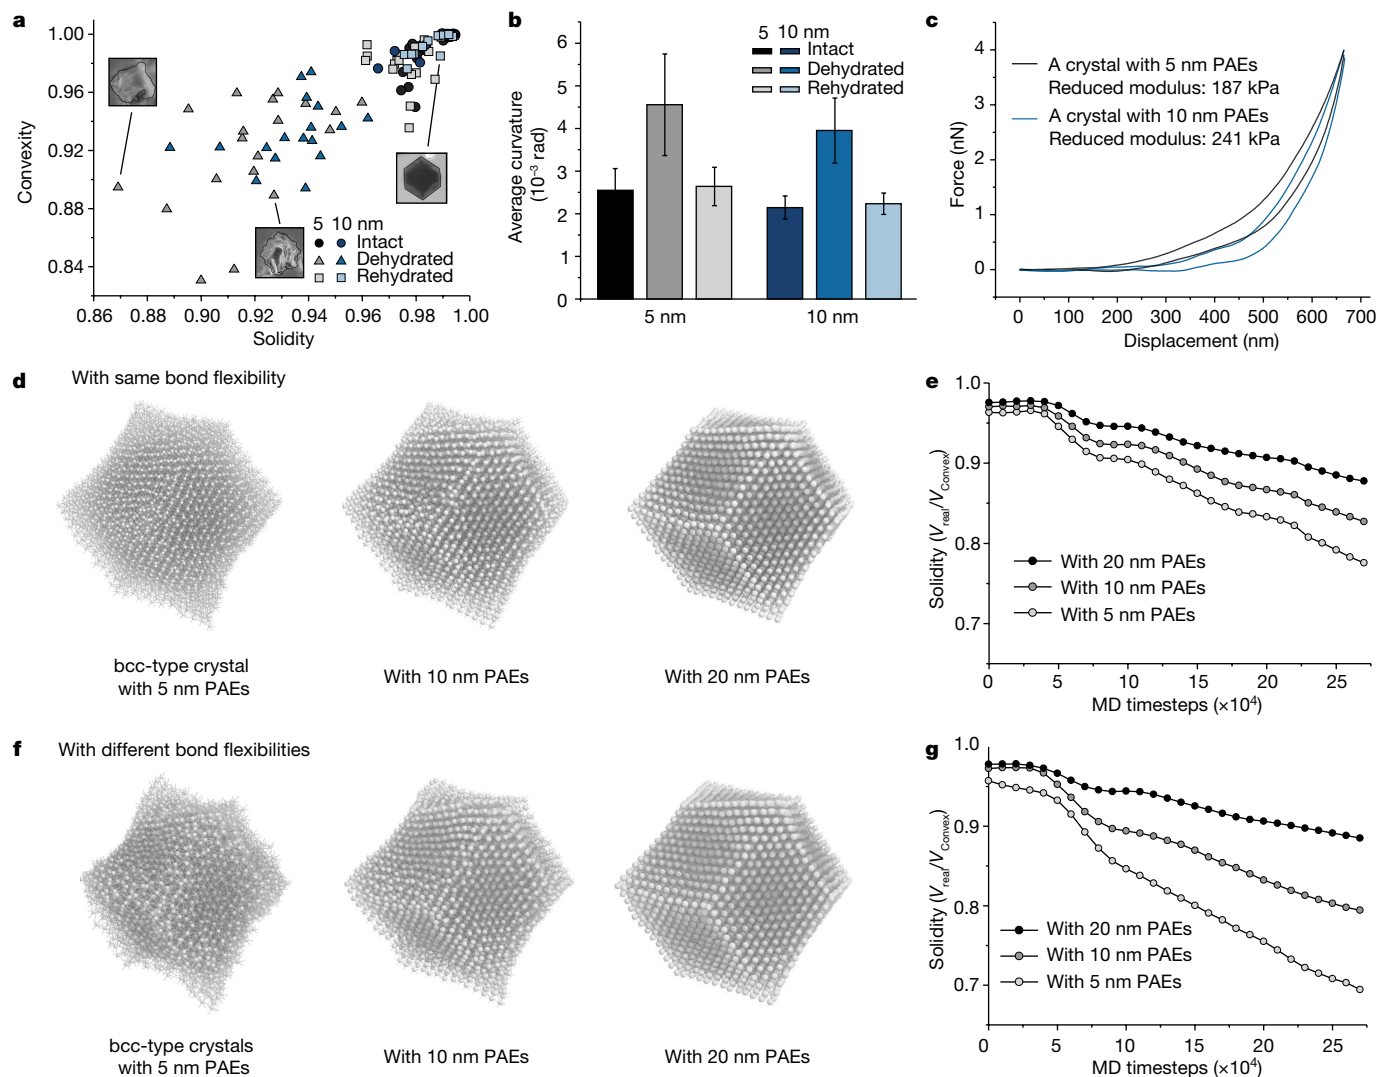 a
1.00
0.96
0.92
0.88
0.84
Convexity
0.86 0.88 0.90 0.92 0.94 0.96 0.98 1.00
Solidity
5 10 nm
Intact
Dehydrated
Rehydrated
b
6
5
4
3
2
1
0
Average curvature
(10⁻³ rad)
5 10 nm
Intact
Dehydrated
Rehydrated
5 nm 10 nm
c
4
3
2
1
0
Force (nN)
A crystal with 5 nm PAEs
Reduced modulus: 187 kPa
A crystal with 10 nm PAEs
Reduced modulus: 241 kPa
0 100 200 300 400 500 600 700
Displacement (nm)
d
With same bond flexibility
bcc-type crystal
with 5 nm PAEs
With 10 nm PAEs
With 20 nm PAEs
e
1.0
0.9
0.8
0.7
Solidity (Vreal/VConvex)
With 20 nm PAEs
With 10 nm PAEs
With 5 nm PAEs
0 5 10 15 20 25
MD timesteps (×10⁴)
f
With different bond flexibilities
bcc-type crystals
with 5 nm PAEs
With 10 nm PAEs
With 20 nm PAEs
g
1.0
0.9
0.8
0.7
Solidity (Vreal/VConvex)
With 20 nm PAEs
With 10 nm PAEs
With 5 nm PAEs
0 5 10 15 20 25
MD timesteps (×10⁴)